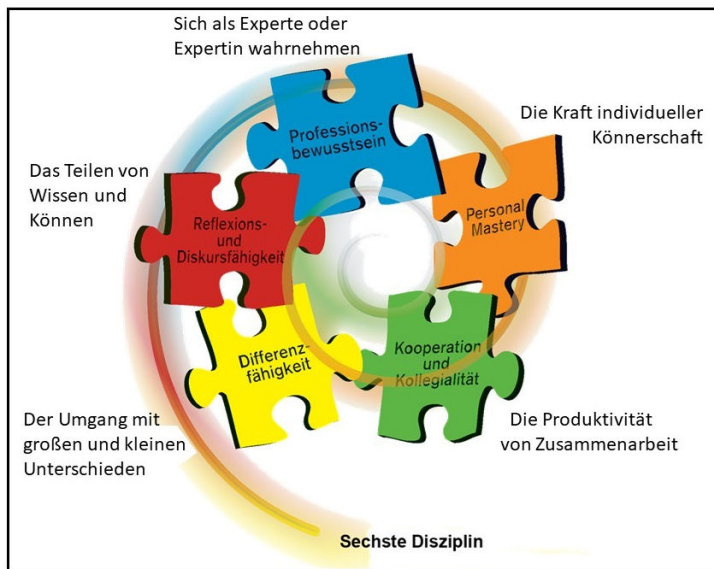 Sich als Experte oder
Expertin wahrnehmen
Professions-
bewusstsein
Die Kraft individueller
Könnerschaft
Personal
Mastery
Das Teilen von
Wissen und
Können
Reflexions-
und
Diskursfähigkeit
Differenz-
fähigkeit
Kooperation
und
Kollegialität
Der Umgang mit
großen und kleinen
Unterschieden
Die Produktivität
von Zusammenarbeit
Sechste Disziplin